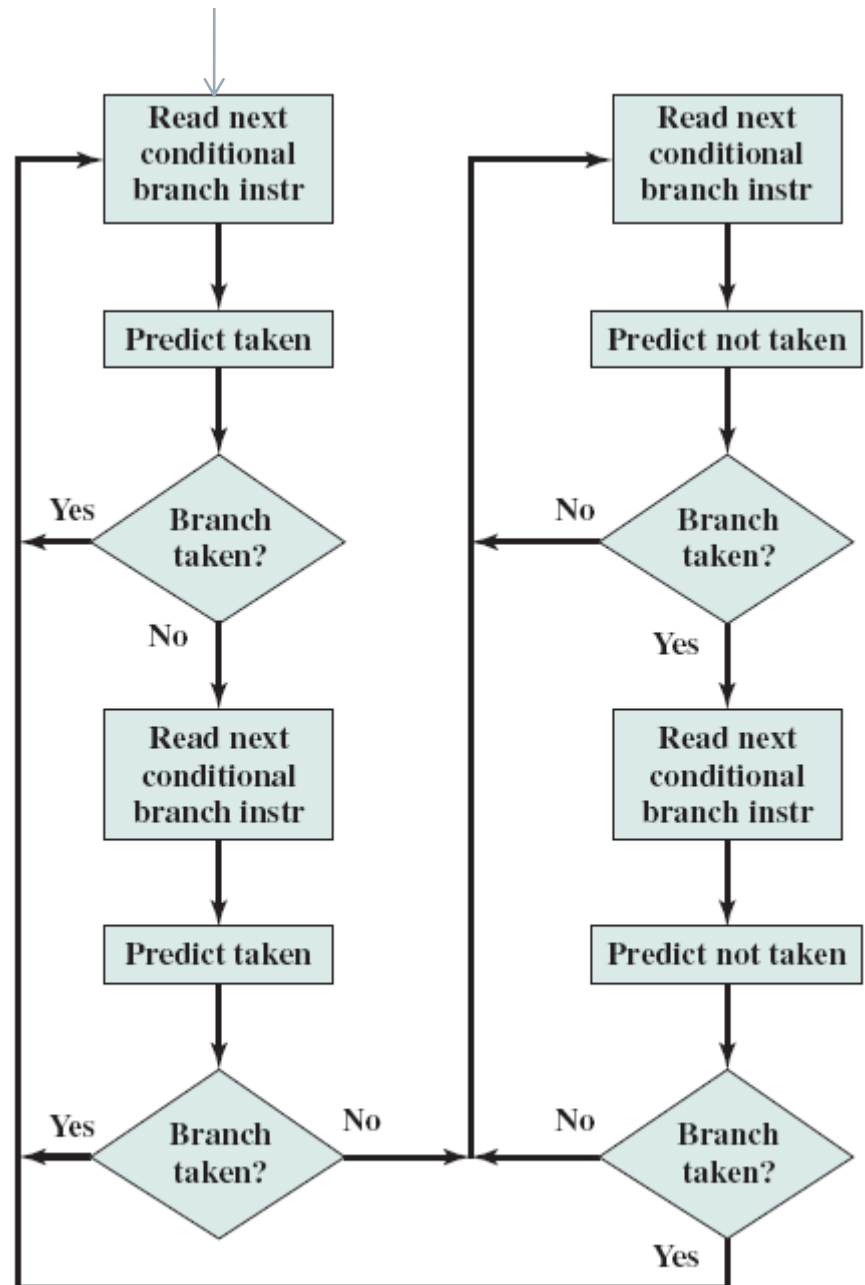 Read next
conditional
branch instr
Predict taken
Yes
Branch
taken?
No
Read next
conditional
branch instr
Predict taken
Yes
Branch
taken?
No
Read next
conditional
branch instr
Predict not taken
No
Branch
taken?
Yes
Read next
conditional
branch instr
Predict not taken
No
Branch
taken?
Yes